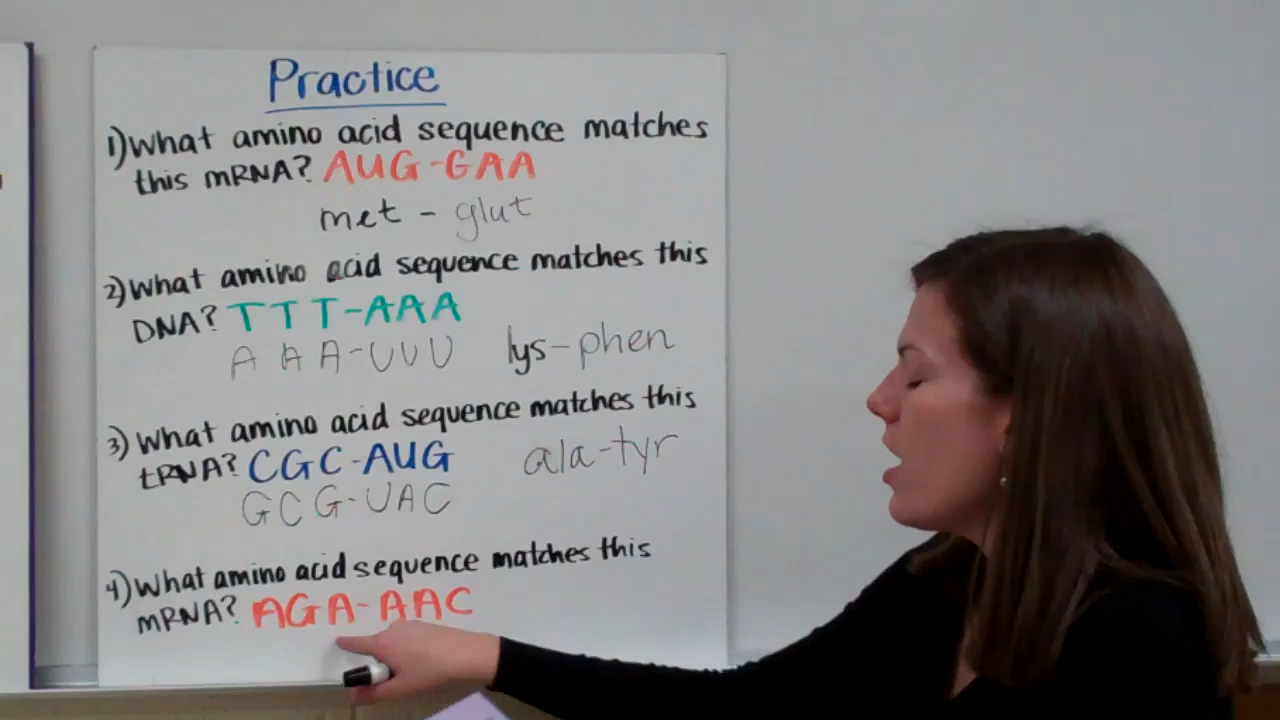 Practice
1) What amino acid sequence matches
this mRNA? AUG-GAA
met - glut
2) What amino acid sequence matches this
DNA? TTT-AAA
AAA-UUU lys-phen
3) What amino acid sequence matches this
tRNA? CGC-AUG ala-tyr
GCG-UAC
4) What amino acid sequence matches this
mRNA? AGA-AAC